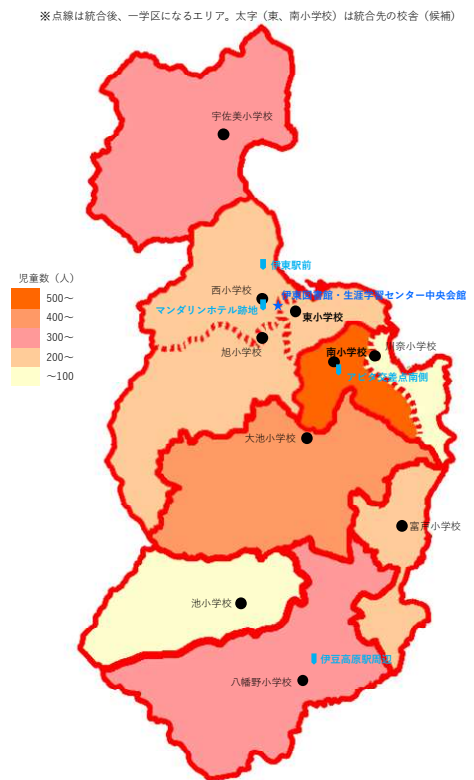 ※点線は統合後、一学区になるエリア。太字（東、南小学校）は統合先の校舎（候補）
宇佐美小学校
伊東駅前
児童数（人）
500～
400～
300～
200～
～100
西小学校
伊東図書館・生涯学習センター中央会館
マンダリンホテル跡地
東小学校
旭小学校
南小学校
川奈小学校
アピタ交差点南側
大池小学校
富戸小学校
池小学校
伊豆高原駅周辺
八幡野小学校